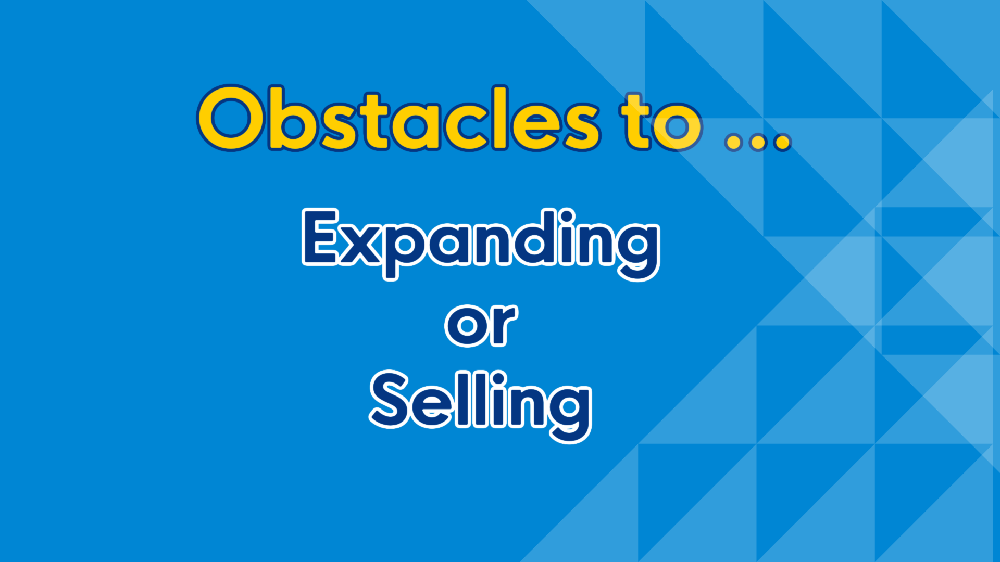 Obstacles to ...
Expanding
or
Selling